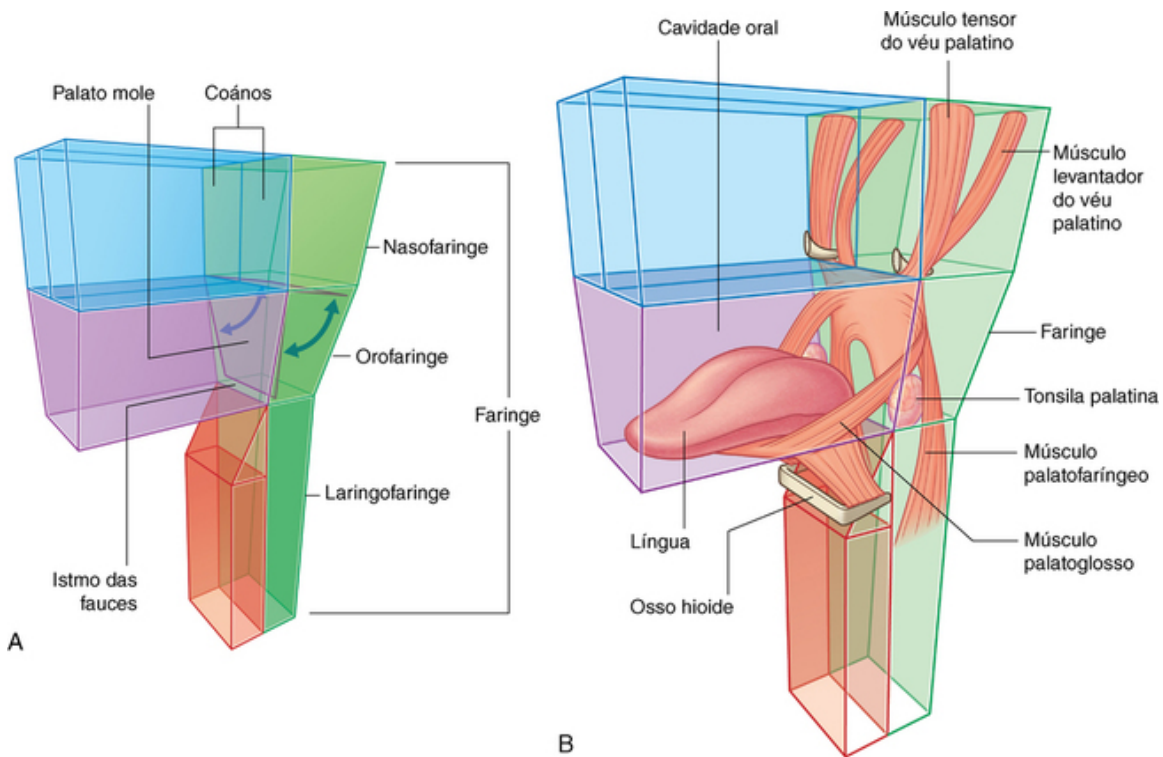 Palato mole
Coános
Nasofaringe
Orofaringe
Faringe
Laringofaringe
Istmo das
fauces
A
Cavidade oral
Músculo tensor
do véu palatino
Músculo
levantador
do véu
palatino
Faringe
Tonsila palatina
Músculo
palatofaríngeo
Músculo
palatoglosso
Língua
Osso hioide
B